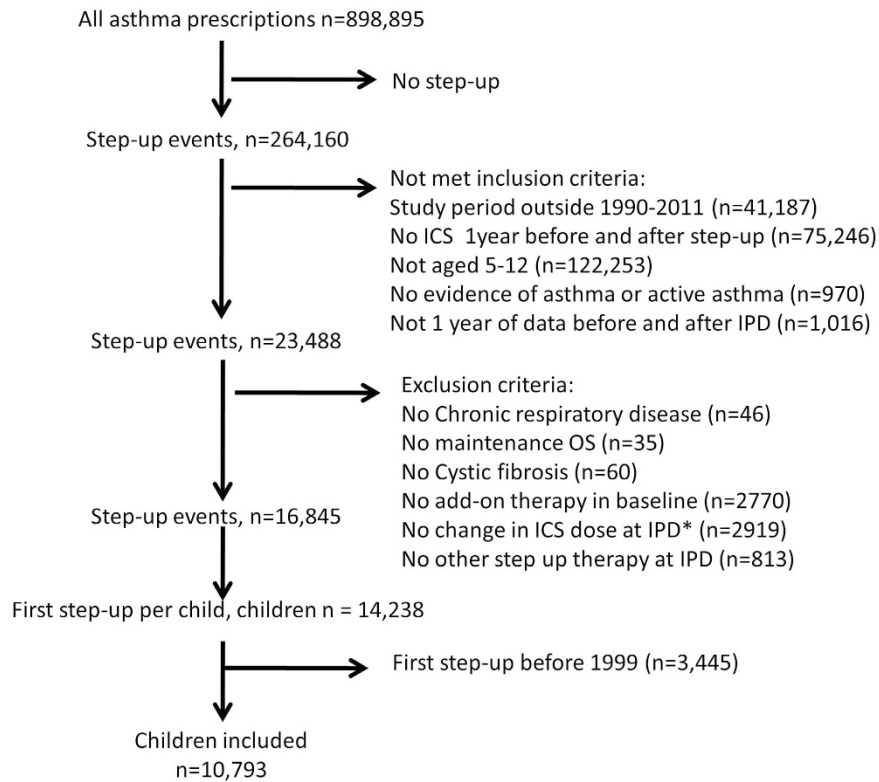 All asthma prescriptions n=898,895
No step-up
Step-up events, n=264,160
Not met inclusion criteria:
Study period outside 1990-2011 (n=41,187)
No ICS 1year before and after step-up (n=75,246)
Not aged 5-12 (n=122,253)
No evidence of asthma or active asthma (n=970)
Not 1 year of data before and after IPD (n=1,016)
Step-up events, n=23,488
Exclusion criteria:
No Chronic respiratory disease (n=46)
No maintenance OS (n=35)
No Cystic fibrosis (n=60)
No add-on therapy in baseline (n=2770)
No change in ICS dose at IPD* (n=2919)
No other step up therapy at IPD (n=813)
Step-up events, n=16,845
First step-up per child, children n = 14,238
First step-up before 1999 (n=3,445)
Children included
n=10,793